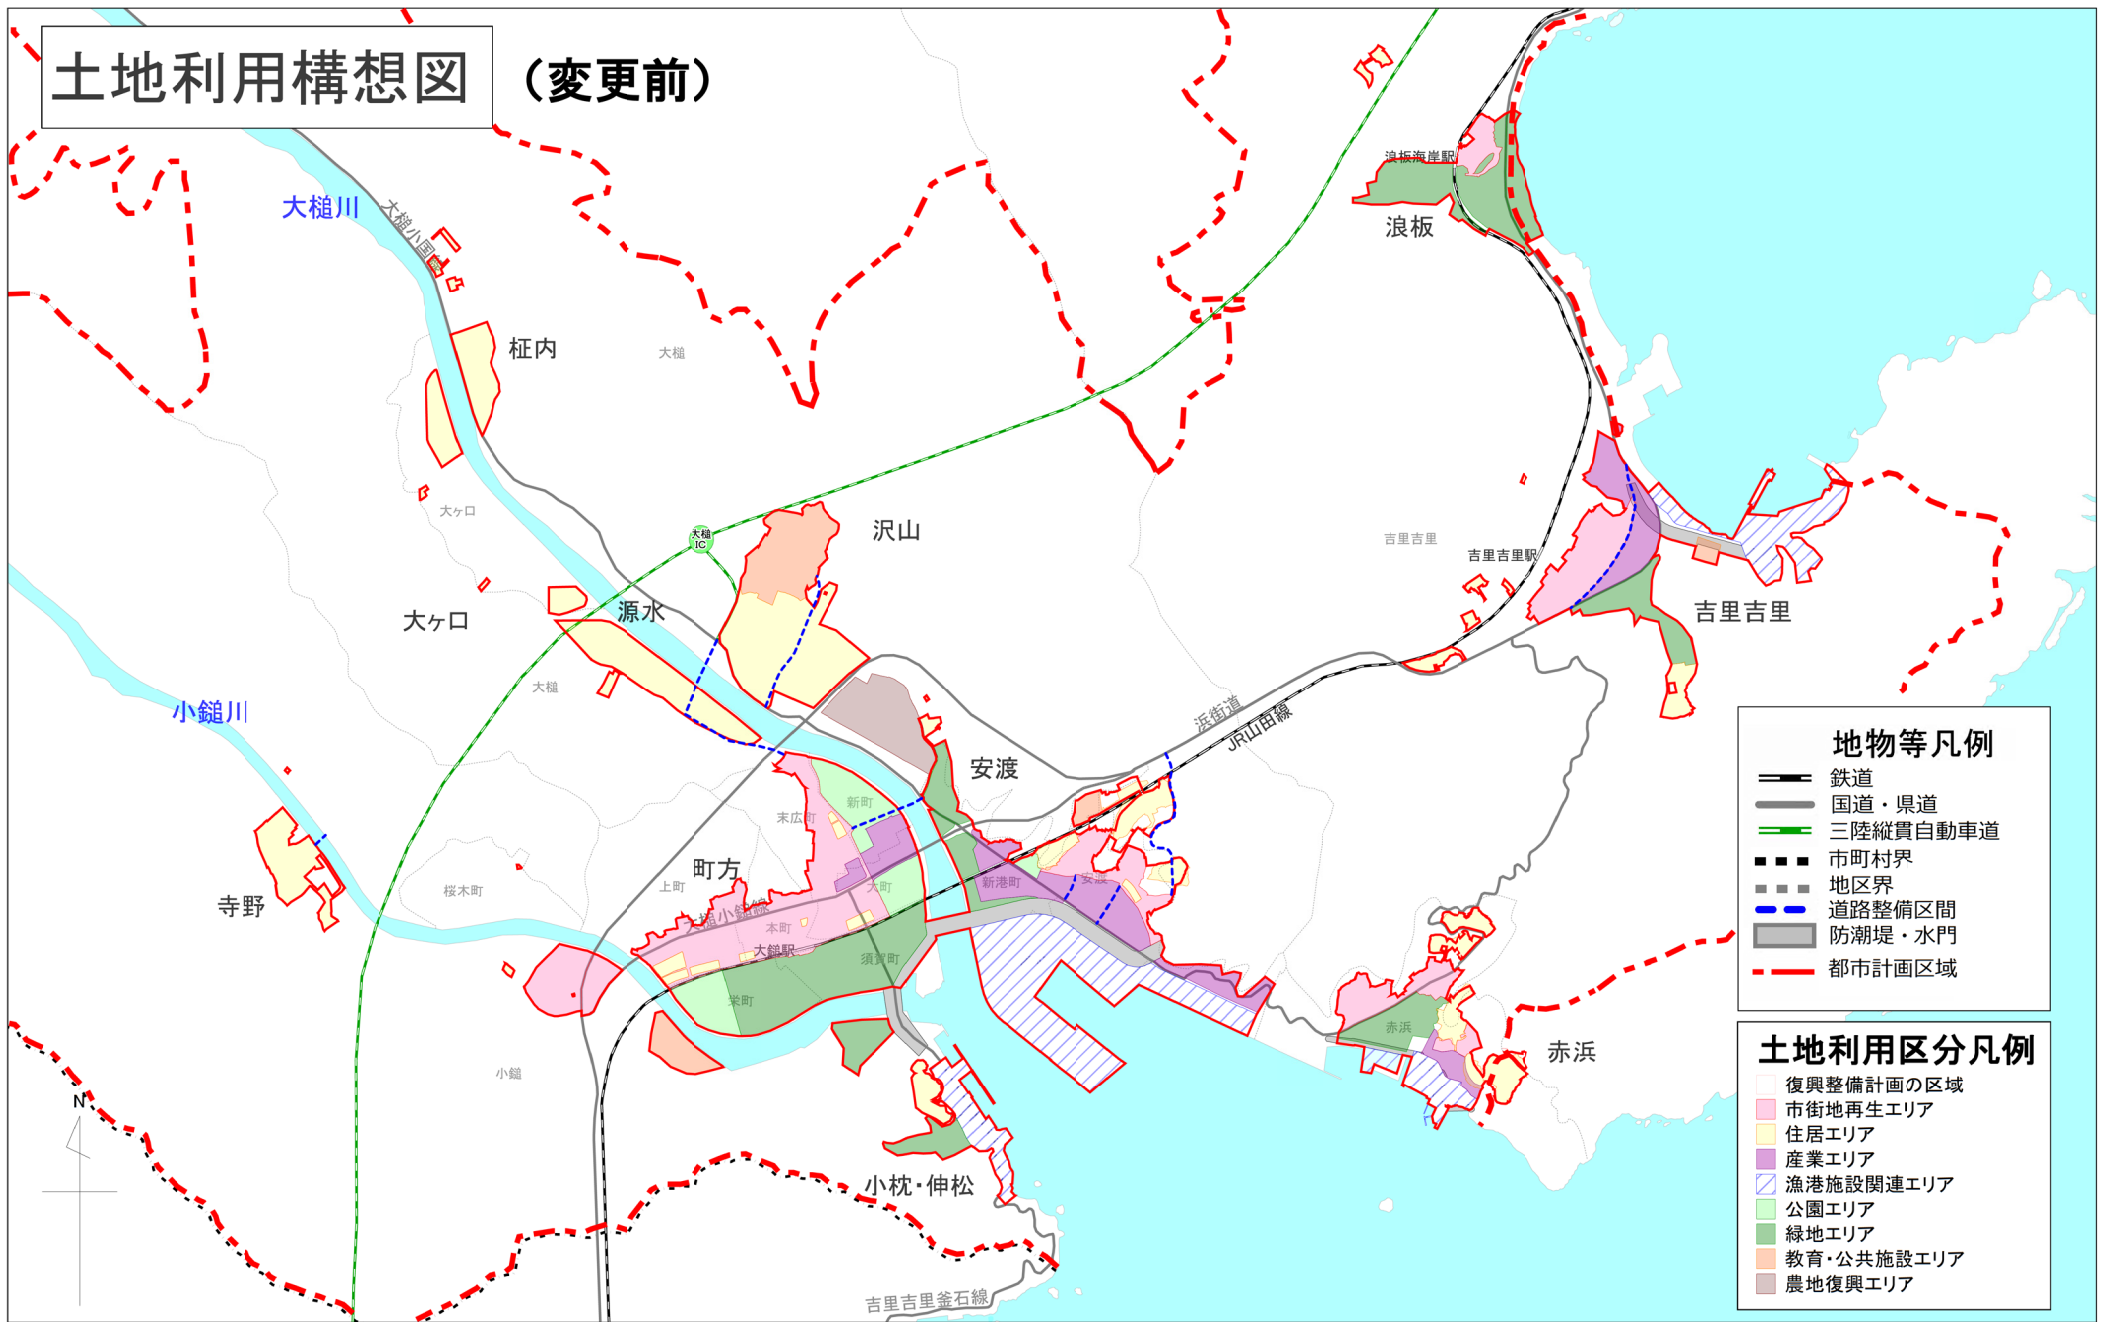 土地利用構想図
（変更前）
大槌川
大槌小国線
浪板海岸駅
浪板
柾内
大槌
大ケ口
大槌
IC
沢山
吉里吉里
吉里吉里駅
源水
大ケ口
吉里吉里
大槌
小鎚川
浜街道
JR山田線
安渡
新町
末広町
町方
上町
大町
新港町
安渡
桜木町
寺野
大槌小鎚線
本町
大槌駅
須賀町
栄町
赤浜
赤浜
小鎚
N
小枕・伸松
吉里吉里釜石線
地物等凡例
鉄道
国道・県道
三陸縦貫自動車道
市町村界
地区界
道路整備区間
防潮堤・水門
都市計画区域
土地利用区分凡例
復興整備計画の区域
市街地再生エリア
住居エリア
産業エリア
漁港施設関連エリア
公園エリア
緑地エリア
教育・公共施設エリア
農地復興エリア